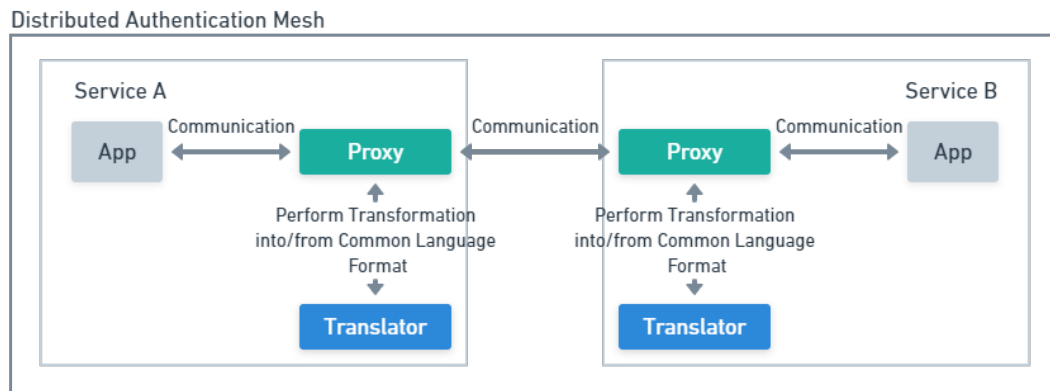 Distributed Authentication Mesh
Service A
Service B
App
Communication
Proxy
Communication
Proxy
Communication
App
Perform Transformation
into/from Common Language
Format
Perform Transformation
into/from Common Language
Format
Translator
Translator